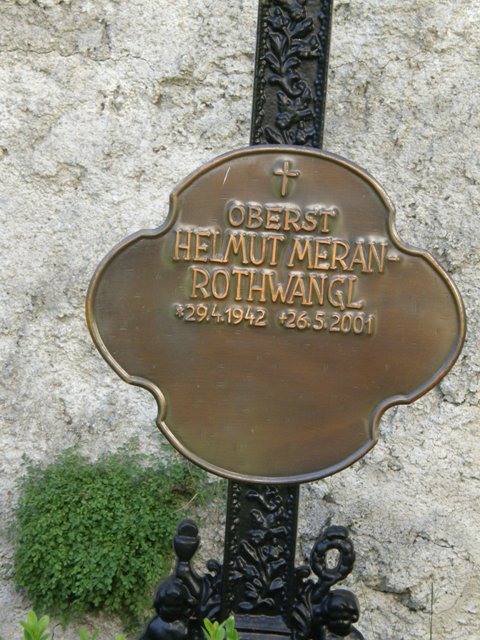 OBERST
HELMUT MERAN-
ROTHWANGL
*29.4.1942 +26.5.2001